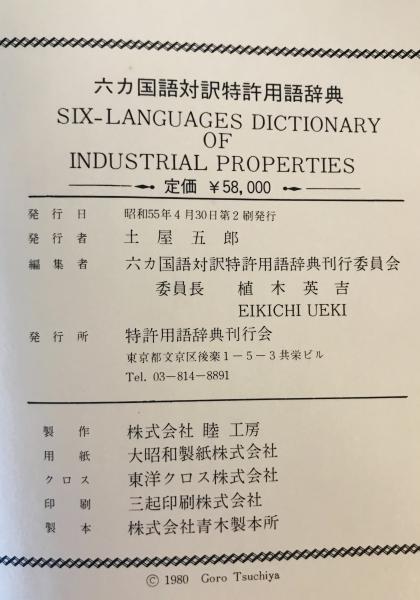 六カ国語対訳特許用語辞典
SIX-LANGUAGES DICTIONARY
OF
INDUSTRIAL PROPERTIES
定価 ¥58,000
発行日 昭和55年4月30日第2刷発行
発行者 土屋五郎
編集者 六カ国語対訳特許用語辞典刊行委員会
委員長 植木英吉
EIKICHI UEKI
発行所 特許用語辞典刊行会
東京都文京区後楽1-5-3共栄ビル
Tel. 03-814-8891
製作 株式会社 睦 工房
用紙 大昭和製紙株式会社
クロス 東洋クロス株式会社
印刷 三起印刷株式会社
製本 株式会社青木製本所
© 1980 Goro Tsuchiya